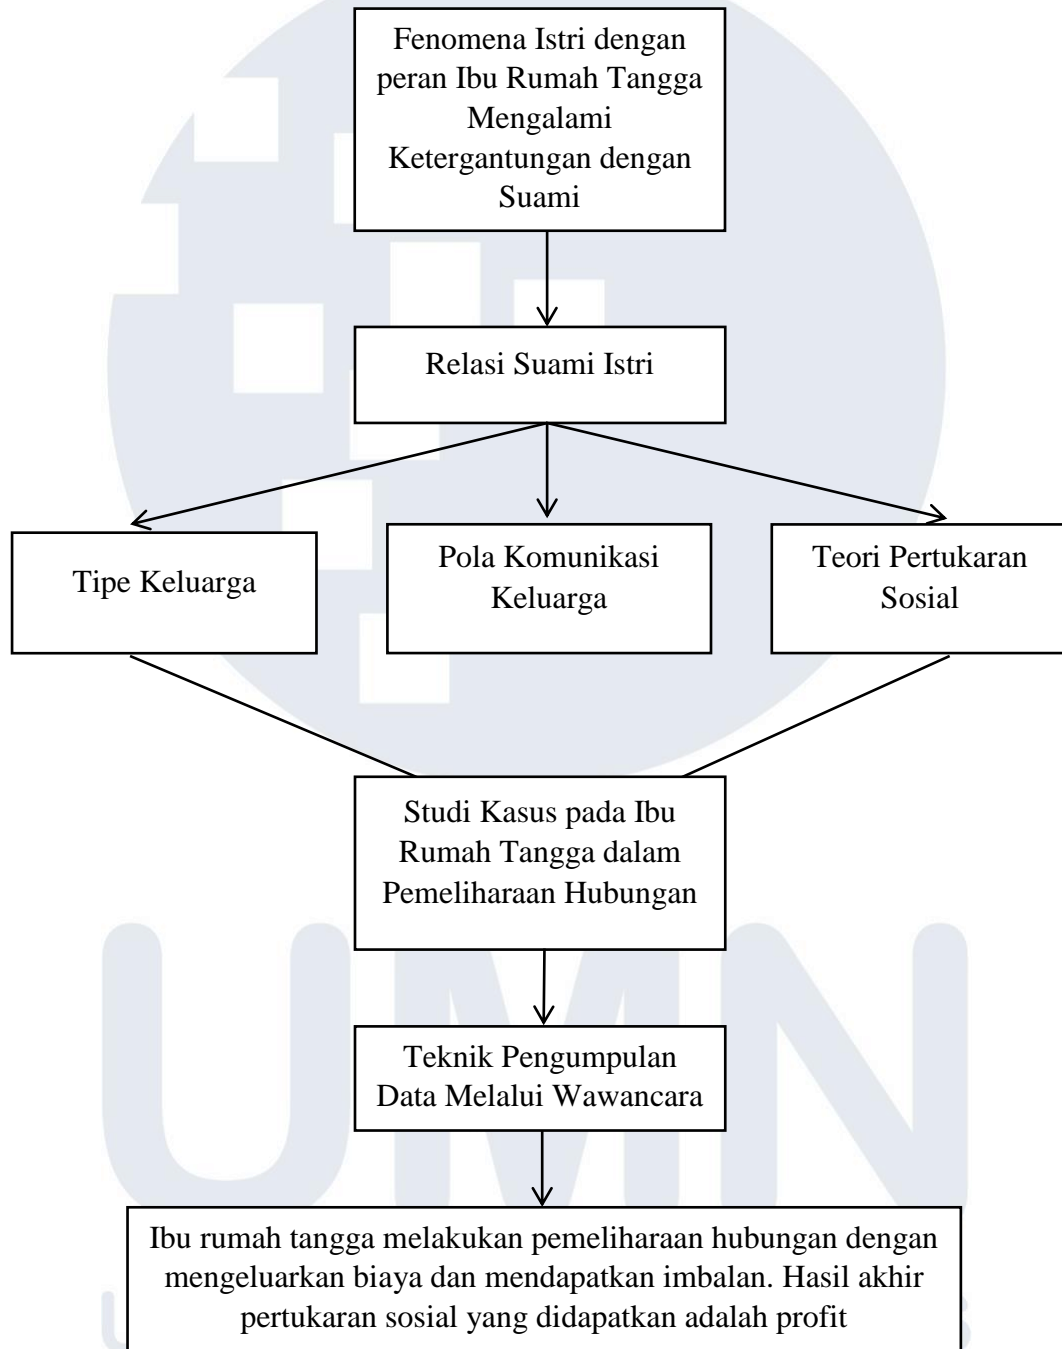 Fenomena Istri dengan
peran Ibu Rumah Tangga
Mengalami
Ketergantungan dengan
Suami
Relasi Suami Istri
Tipe Keluarga
Pola Komunikasi
Keluarga
Teori Pertukaran
Sosial
Studi Kasus pada Ibu
Rumah Tangga dalam
Pemeliharaan Hubungan
UMN
Teknik Pengumpulan
Data Melalui Wawancara
Ibu rumah tangga melakukan pemeliharaan hubungan dengan
mengeluarkan biaya dan mendapatkan imbalan. Hasil akhir
pertukaran sosial yang didapatkan adalah profit